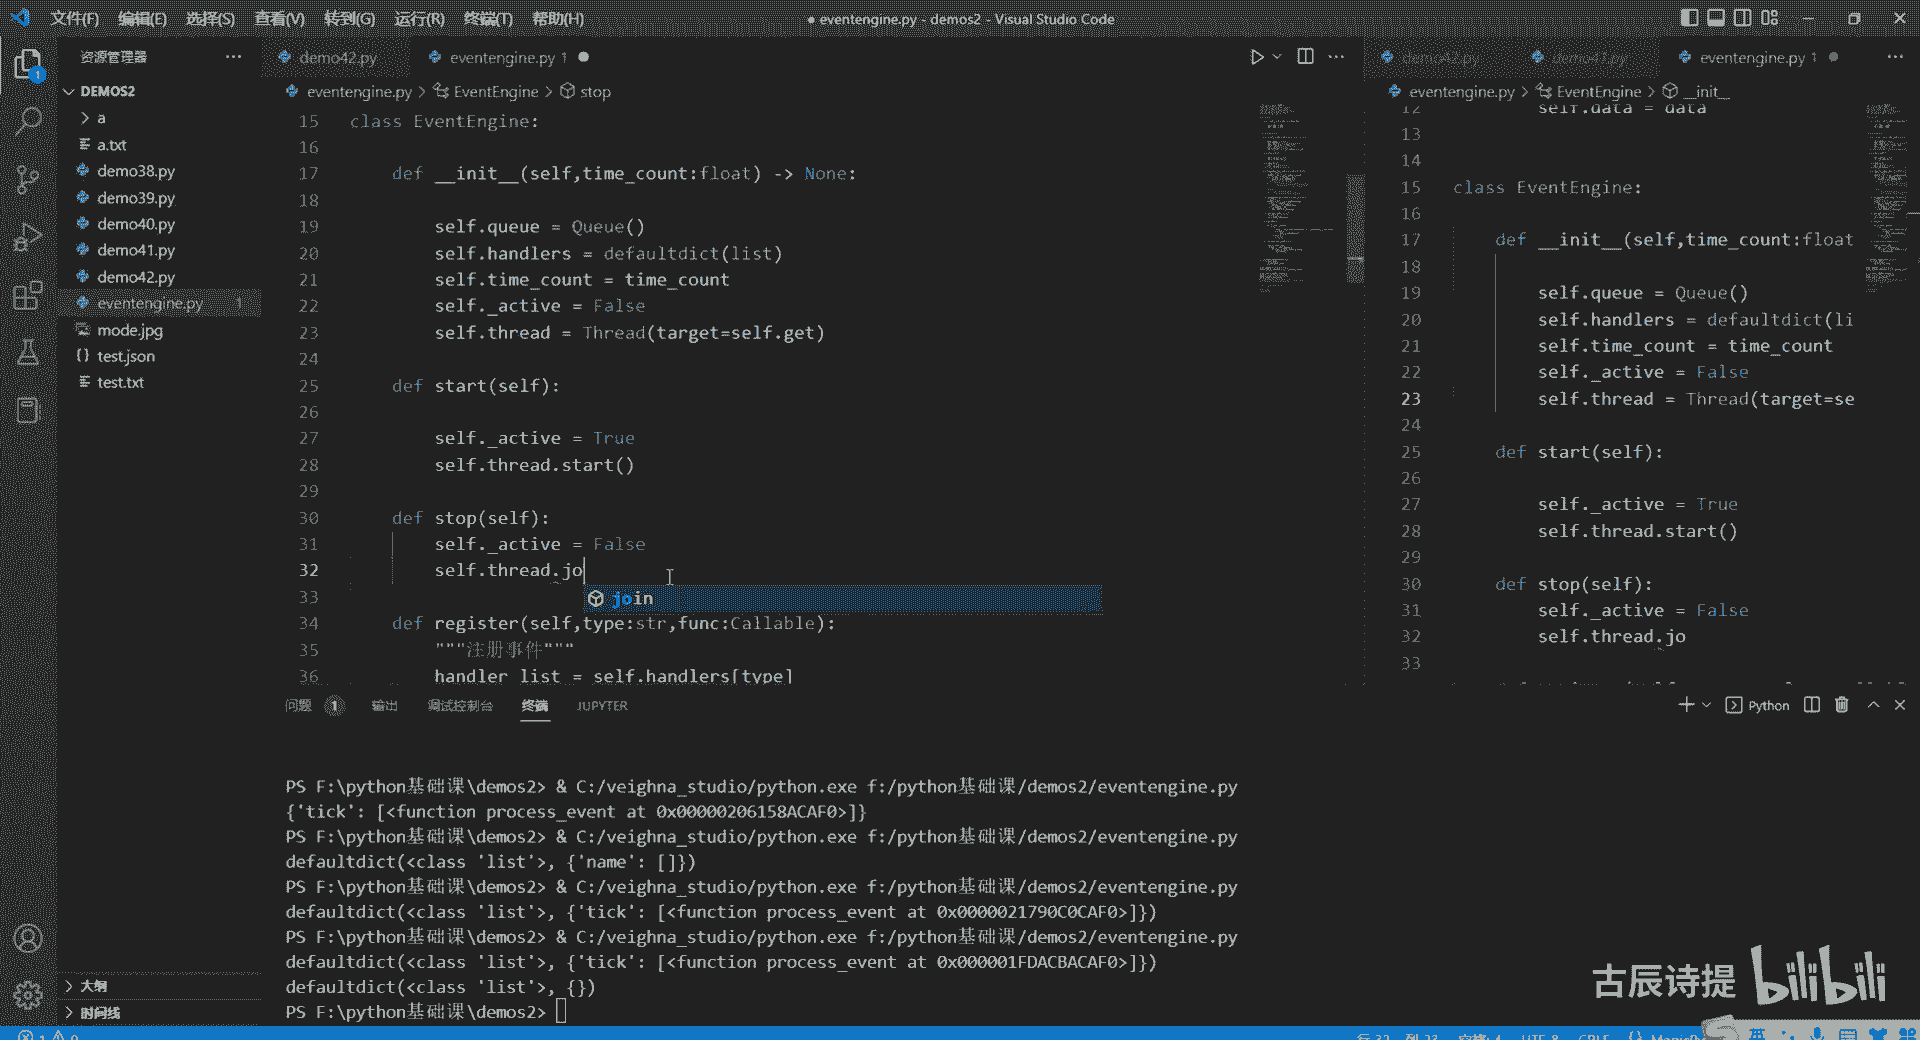 文件(F) 编辑(E) 选择(S) 查看(V) 转到(G) 运行(R) 终端(T) 帮助(H)
● eventengine.py - demos2 - Visual Studio Code
资源管理器
DEMOS2
a
a.txt
demo38.py
demo39.py
demo40.py
demo41.py
demo42.py
eventengine.py 1
mode.jpg
test.json
test.txt
大纲
时间线
demo42.py eventengine.py 1
eventengine.py > EventEngine > stop
15 class EventEngine:
16
17 def __init__(self,time_count:float) -> None:
18
19 self.queue = Queue()
20 self.handlers = defaultdict(list)
21 self.time_count = time_count
22 self._active = False
23 self.thread = Thread(target=self.get)
24
25 def start(self):
26
27 self._active = True
28 self.thread.start()
29
30 def stop(self):
31 self._active = False
32 self.thread.jo
join
33
34 def register(self,type:str,func:Callable):
35 """注册事件"""
36 handler_list = self.handlers[type]
demo42.py demo41.py eventengine.py 1
eventengine.py > EventEngine > __init__
12 self.data = data
13
14
15 class EventEngine:
16
17 def __init__(self,time_count:float
18
19 self.queue = Queue()
20 self.handlers = defaultdict(li
21 self.time_count = time_count
22 self._active = False
23 self.thread = Thread(target=se
24
25 def start(self):
26
27 self._active = True
28 self.thread.start()
29
30 def stop(self):
31 self._active = False
32 self.thread.jo
33
问题 1 输出 调试控制台 终端 JUPYTER
Python
PS F:\python基础课\demos2> & C:/veighna_studio/python.exe f:/python基础课/demos2/eventengine.py
{'tick': [<function process_event at 0x00000206158ACAF0>]}
PS F:\python基础课\demos2> & C:/veighna_studio/python.exe f:/python基础课/demos2/eventengine.py
defaultdict(<class 'list'>, {'name': []})
PS F:\python基础课\demos2> & C:/veighna_studio/python.exe f:/python基础课/demos2/eventengine.py
defaultdict(<class 'list'>, {'tick': [<function process_event at 0x0000021790C0CAF0>]})
PS F:\python基础课\demos2> & C:/veighna_studio/python.exe f:/python基础课/demos2/eventengine.py
defaultdict(<class 'list'>, {'tick': [<function process_event at 0x000001FDACBACAF0>]})
defaultdict(<class 'list'>, {})
PS F:\python基础课\demos2>
古辰诗提 bilibili